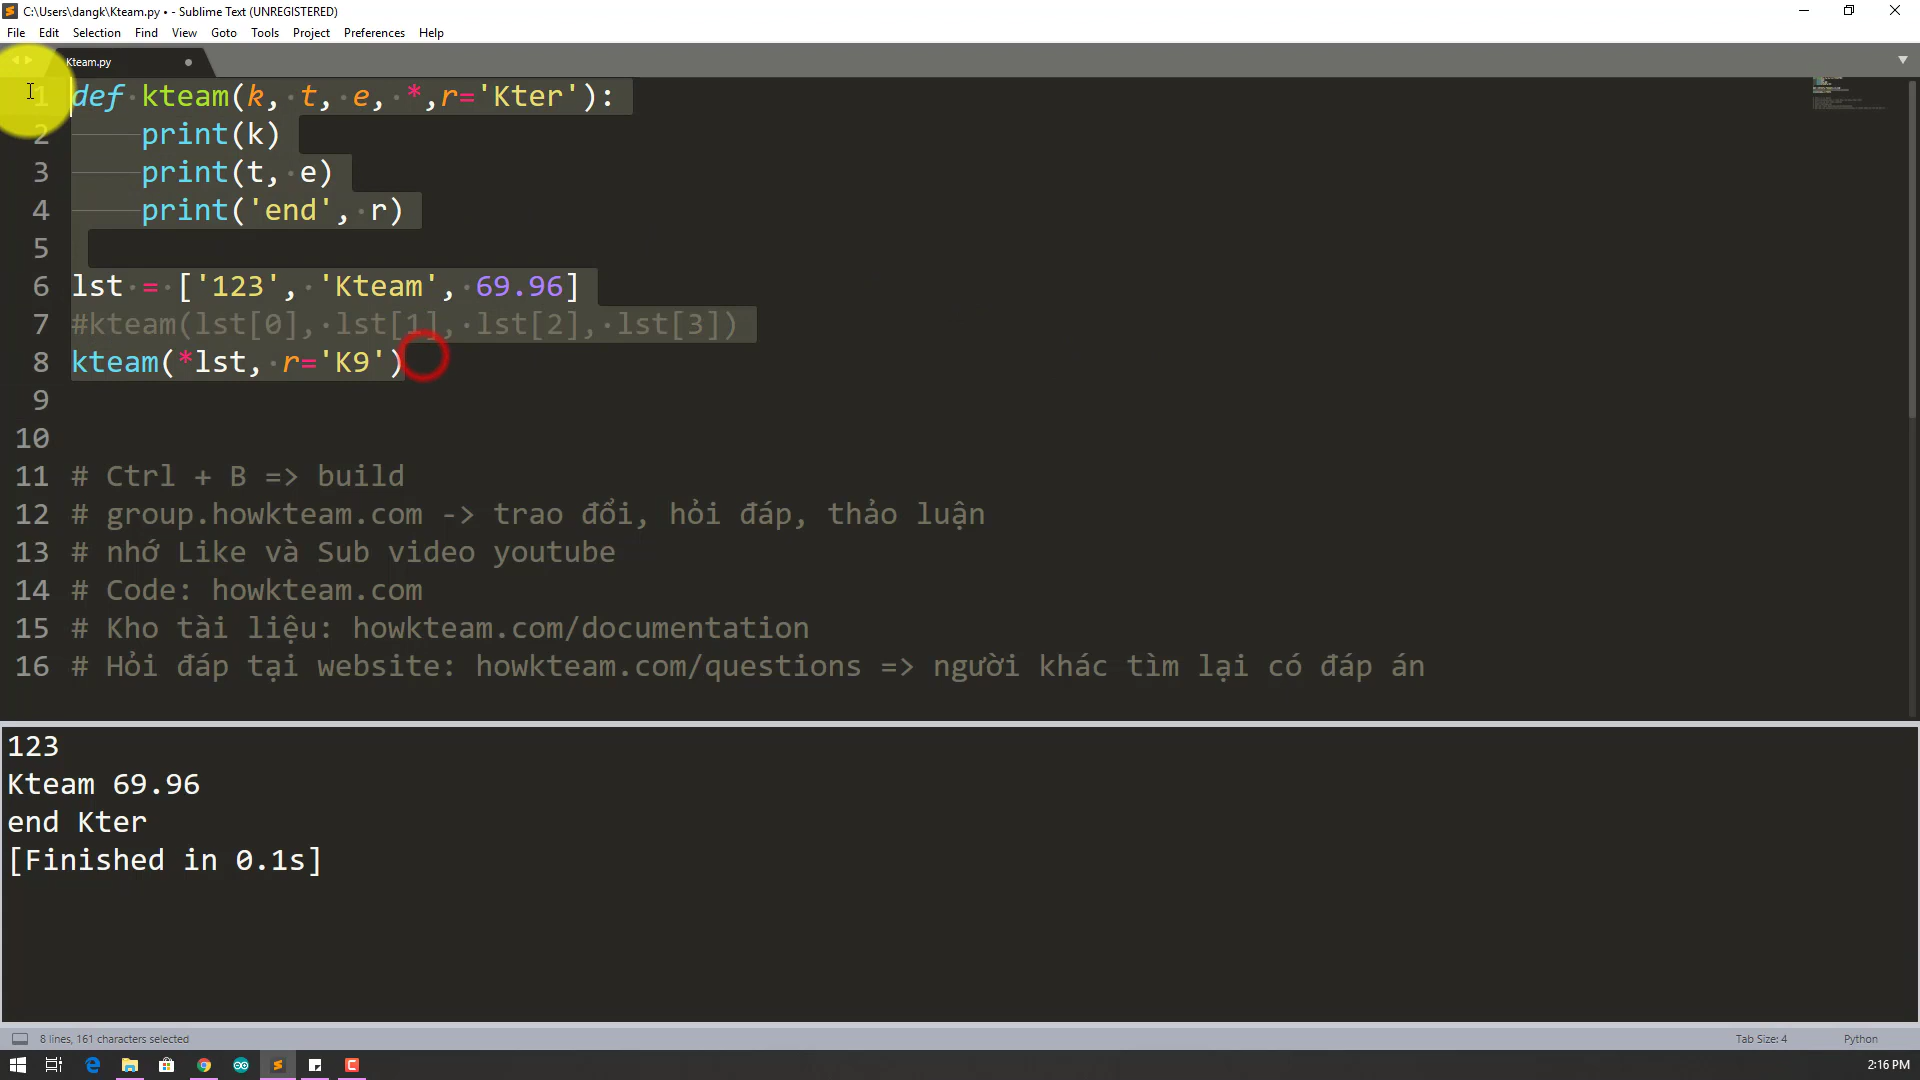 C:\Users\dangk\Kteam.py • - Sublime Text (UNREGISTERED)
File Edit Selection Find View Goto Tools Project Preferences Help
Kteam.py
1 def kteam(k, t, e, *,r='Kter'):
2 print(k)
3 print(t, e)
4 print('end', r)
5
6 lst = ['123', 'Kteam', 69.96]
7 #kteam(lst[0], lst[1], lst[2], lst[3])
8 kteam(*lst, r='K9')
9
10
11 # Ctrl + B => build
12 # group.howkteam.com -> trao đổi, hỏi đáp, thảo luận
13 # nhớ Like và Sub video youtube
14 # Code: howkteam.com
15 # Kho tài liệu: howkteam.com/documentation
16 # Hỏi đáp tại website: howkteam.com/questions => người khác tìm lại có đáp án
123
Kteam 69.96
end Kter
[Finished in 0.1s]
8 lines, 161 characters selected Tab Size: 4 Python
2:16 PM